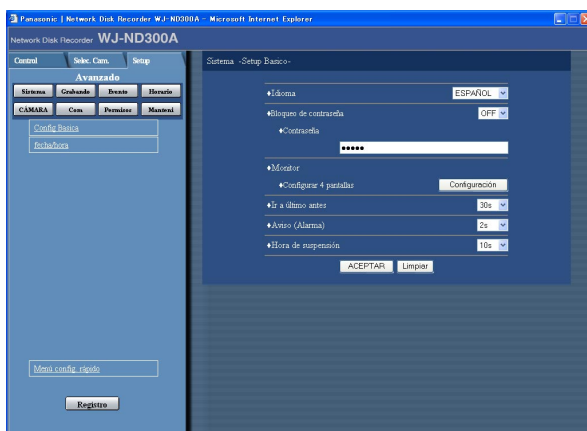 Panasonic | Network Disk Recorder WJ-ND300A - Microsoft Internet Explorer
Network Disk Recorder WJ-ND300A
Control Selec. Cam. Setup
Avanzado
Sistema Grabando Evento Horario
CÁMARA Com Permisos Manteni
Config Basica
fecha/hora
Menú config. rápido
Registro
Sistema -Setup Basico-
♦Idioma ESPAÑOL
♦Bloqueo de contraseña OFF
♦Contraseña
●●●●●
♦Monitor
♦Configurar 4 pantallas Configuración
♦Ir a último antes 30s
♦Aviso (Alarma) 2s
♦Hora de suspensión 10s
ACEPTAR Limpiar